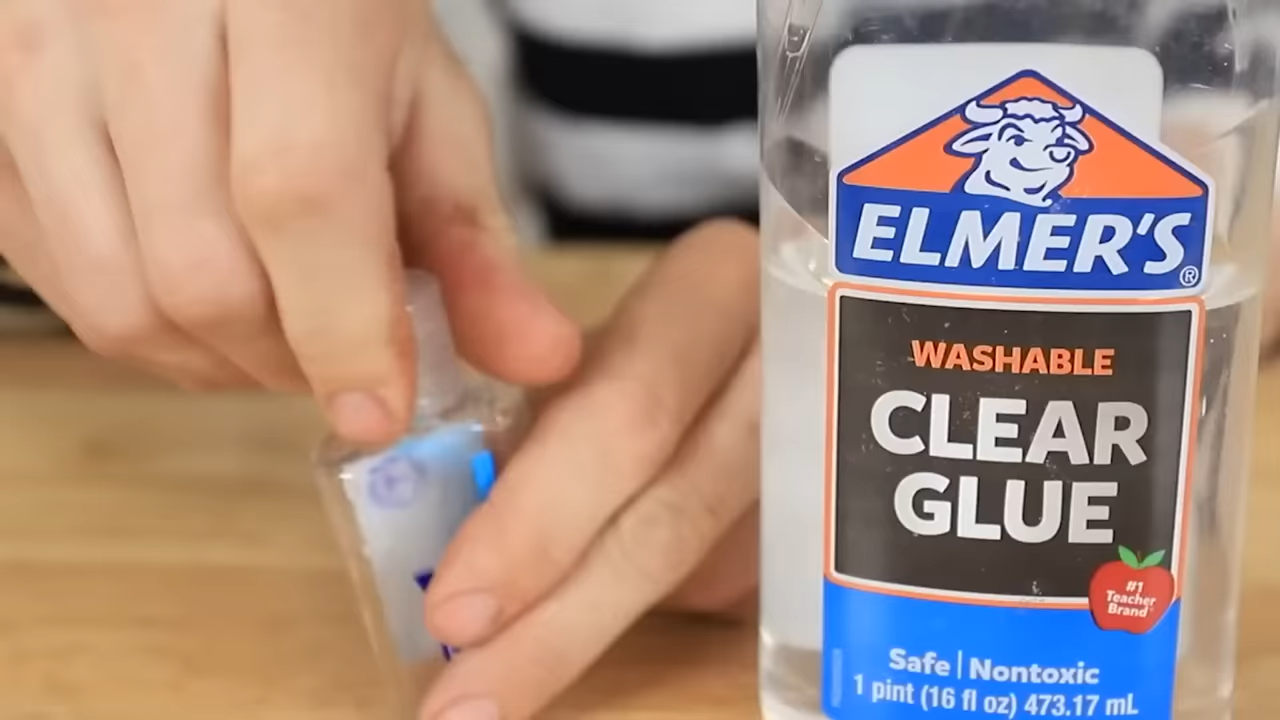 ELMER'S®
WASHABLE
CLEAR
GLUE
#1
Teacher
Brand
Safe | Nontoxic
1 pint (16 fl oz) 473.17 mL